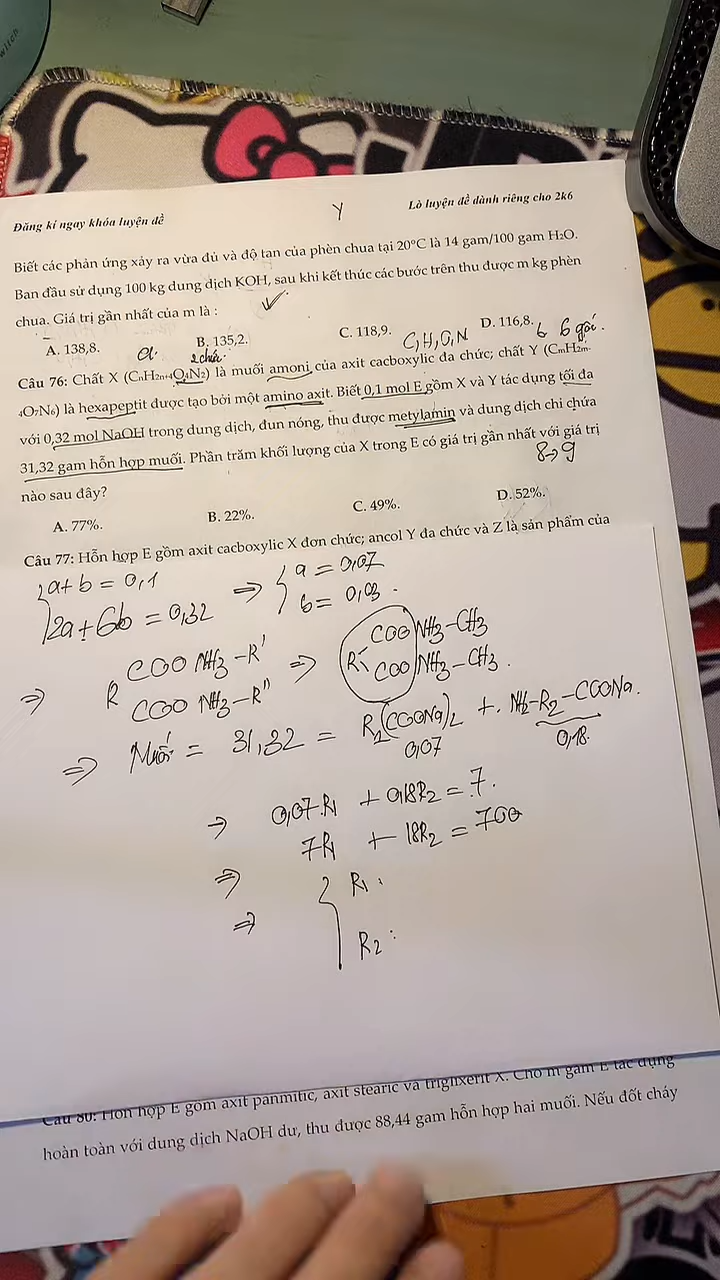 witch
Đăng kí ngay khóa luyện đề
Y
Lò luyện đề dành riêng cho 2k6
Biết các phản ứng xảy ra vừa đủ và độ tan của phèn chua tại 20°C là 14 gam/100 gam H₂O.
Ban đầu sử dụng 100 kg dung dịch KOH, sau khi kết thúc các bước trên thu được m kg phèn
chua. Giá trị gần nhất của m là :
A. 138,8. B. 135,2. C. 118,9. D. 116,8.
a. 2 chức. C,H,O,N 6 6 gốc.
Câu 76: Chất X (CₙH₂ₙ₊₄O₄N₂) là muối amoni của axit cacboxylic đa chức; chất Y (CₘH₂ₘ₋
₄O₇N₆) là hexapeptit được tạo bởi một amino axit. Biết 0,1 mol E gồm X và Y tác dụng tối đa
với 0,32 mol NaOH trong dung dịch, đun nóng, thu được metylamin và dung dịch chỉ chứa
31,32 gam hỗn hợp muối. Phần trăm khối lượng của X trong E có giá trị gần nhất với giá trị
8→9
nào sau đây?
A. 77%. B. 22%. C. 49%. D. 52%.
Câu 77: Hỗn hợp E gồm axit cacboxylic X đơn chức; ancol Y đa chức và Z là sản phẩm của
a+b = 0,1 ⇒ a = 0,07
2a+6b = 0,32 b = 0,03.
COO NH₃-R' ⇒ COO NH₃-CH₃
⇒ R R
COO NH₃-R" COO NH₃-CH₃.
⇒ Muối = 31,32 = R₂(COONa)₂ + NH₂-R₂-COONa.
0,07 0,18.
⇒ 0,07.R₁ + 0,18R₂ = 7.
7R₁ + 18R₂ = 700
⇒ R₁ :
⇒ R₂ :
Câu 80: Hỗn hợp E gồm axit panmitic, axit stearic và triglixerit X. Cho m gam E tác dụng
hoàn toàn với dung dịch NaOH dư, thu được 88,44 gam hỗn hợp hai muối. Nếu đốt cháy